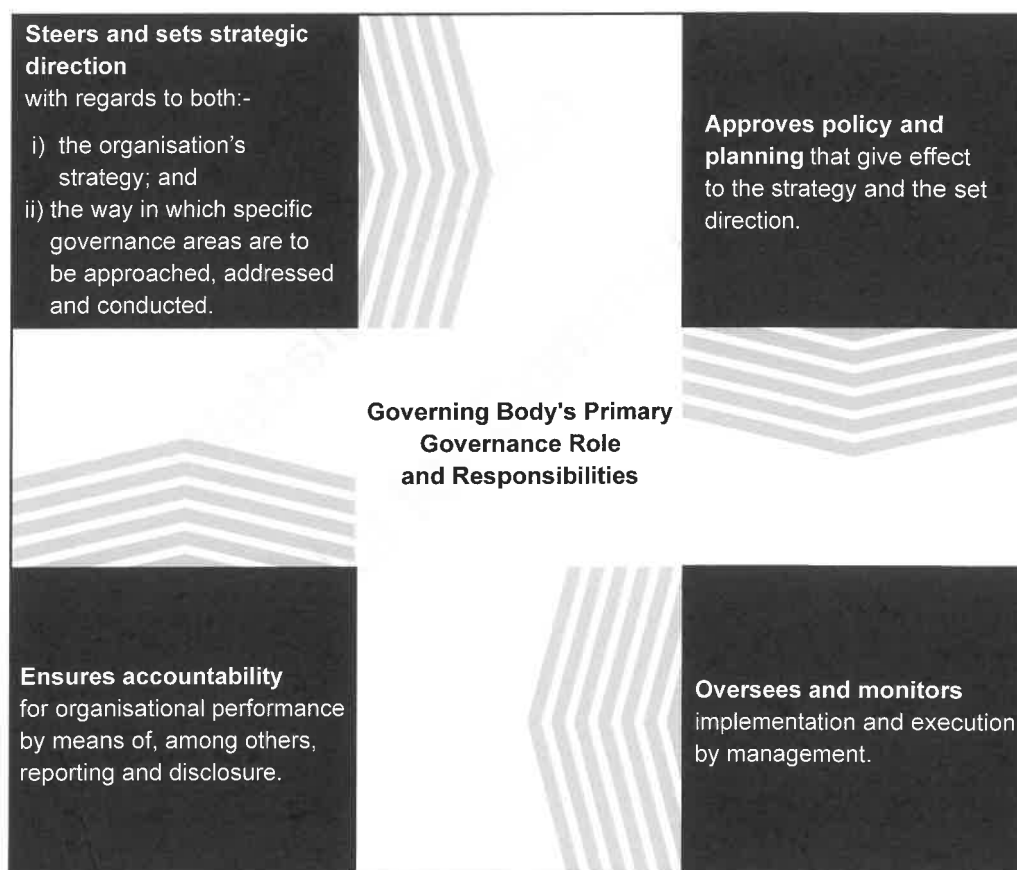 Steers and sets strategic
direction
with regards to both:-
i) the organisation's
strategy; and
ii) the way in which specific
governance areas are to
be approached, addressed
and conducted.
Approves policy and
planning that give effect
to the strategy and the set
direction.
Governing Body's Primary
Governance Role
and Responsibilities
Ensures accountability
for organisational performance
by means of, among others,
reporting and disclosure.
Oversees and monitors
implementation and execution
by management.